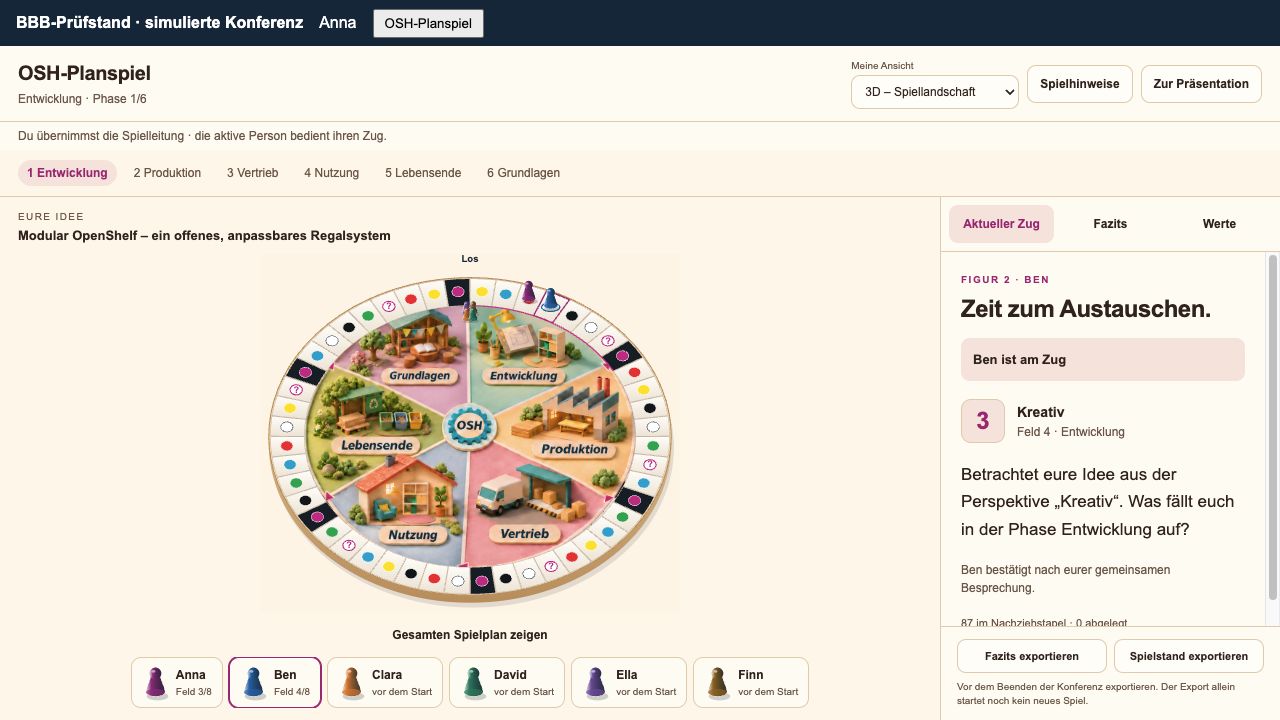 BBB-Prüfstand · simulierte Konferenz Anna OSH-Planspiel
OSH-Planspiel
Entwicklung · Phase 1/6
Meine Ansicht
3D – Spiellandschaft
Spielhinweise
Zur Präsentation
Du übernimmst die Spielleitung · die aktive Person bedient ihren Zug.
1 Entwicklung 2 Produktion 3 Vertrieb 4 Nutzung 5 Lebensende 6 Grundlagen
EURE IDEE
Modular OpenShelf – ein offenes, anpassbares Regalsystem
Los
?
?
?
?
?
?
Grundlagen
Entwicklung
Lebensende
OSH
Produktion
Nutzung
Vertrieb
Gesamten Spielplan zeigen
Anna
Feld 3/8
Ben
Feld 4/8
Clara
vor dem Start
David
vor dem Start
Ella
vor dem Start
Finn
vor dem Start
Aktueller Zug Fazits Werte
FIGUR 2 · BEN
Zeit zum Austauschen.
Ben ist am Zug
3
Kreativ
Feld 4 · Entwicklung
Betrachtet eure Idee aus der
Perspektive „Kreativ“. Was fällt euch
in der Phase Entwicklung auf?
Ben bestätigt nach eurer gemeinsamen
Besprechung.
87 im Nachziehstapel · 0 abgelegt
Fazits exportieren
Spielstand exportieren
Vor dem Beenden der Konferenz exportieren. Der Export allein
startet noch kein neues Spiel.